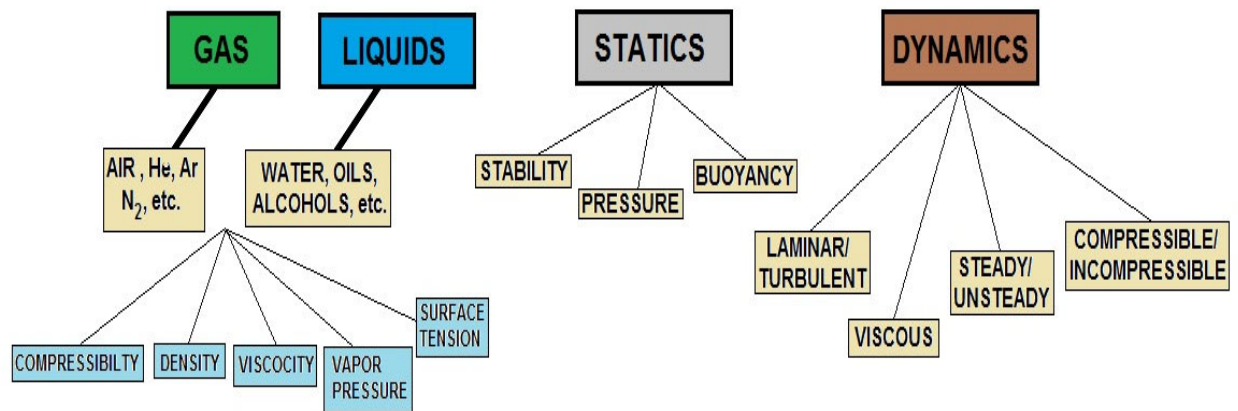 GAS
LIQUIDS
STATICS
DYNAMICS
AIR , He, Ar
N2, etc.
WATER, OILS,
ALCOHOLS, etc.
STABILITY
PRESSURE
BUOYANCY
LAMINAR/
TURBULENT
VISCOUS
STEADY/
UNSTEADY
COMPRESSIBLE/
INCOMPRESSIBLE
COMPRESSIBILTY
DENSITY
VISCOCITY
VAPOR
PRESSURE
SURFACE
TENSION